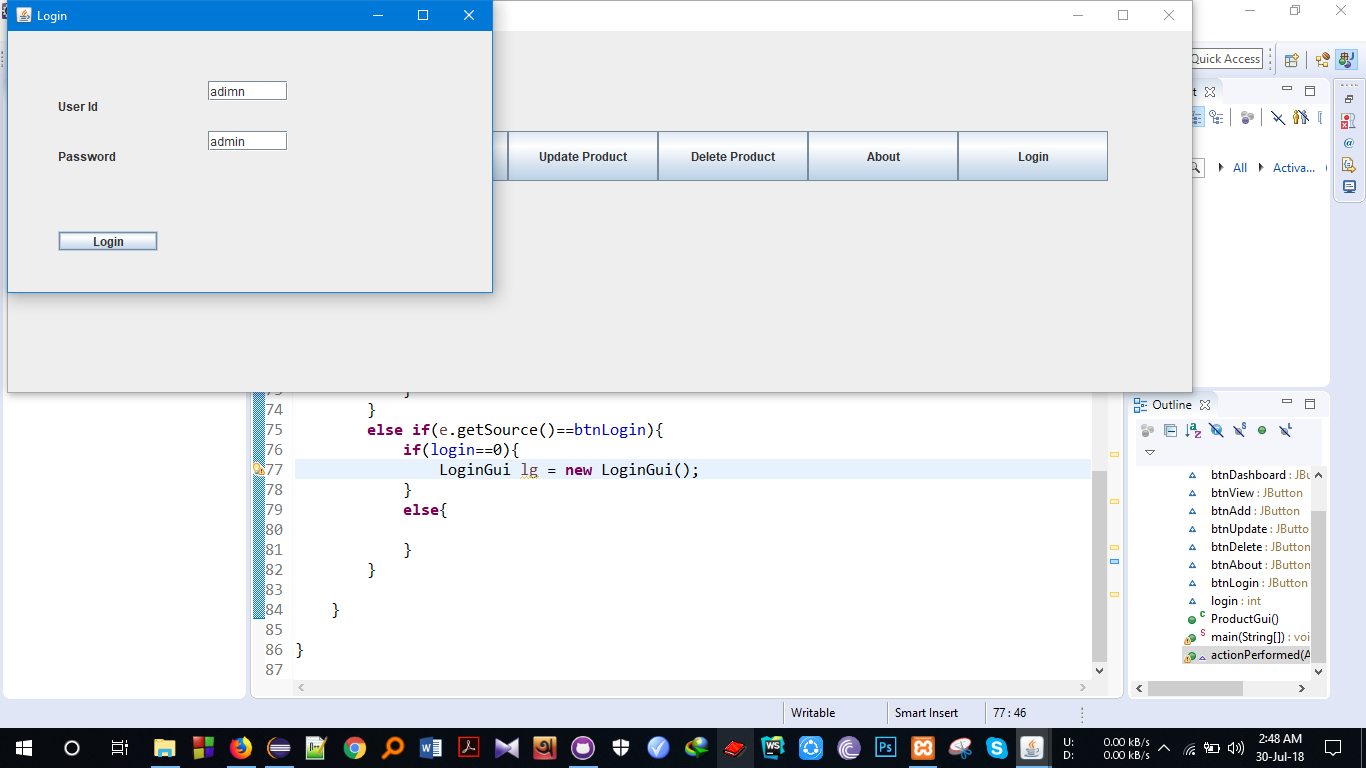 Login
User Id
adimn
Password
admin
Login
Update Product
Delete Product
About
Login
Quick Access
All
Activa...
74 }
75 else if(e.getSource()==btnLogin){
76 if(login==0){
77 LoginGui lg = new LoginGui();
78 }
79 else{
80
81 }
82 }
83
84 }
85
86 }
87
Outline
btnDashboard : JBu
btnView : JButton
btnAdd : JButton
btnUpdate : JButto
btnDelete : JButton
btnAbout : JButton
btnLogin : JButton
login : int
ProductGui()
main(String[]) : voi
actionPerformed(A
Writable
Smart Insert
77 : 46
U: 0.00 kB/s
D: 0.00 kB/s
2:48 AM
30-Jul-18